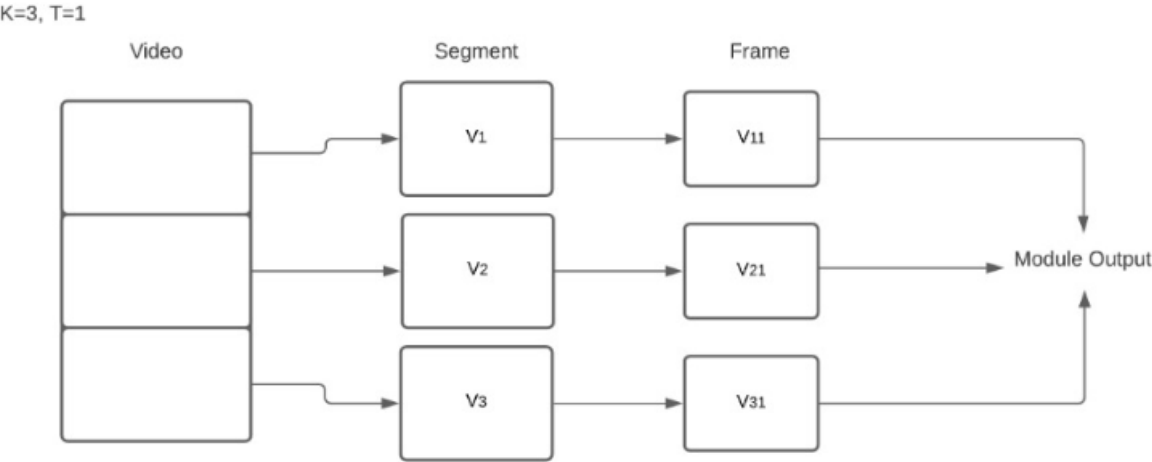 K=3, T=1
Video Segment Frame
V1 V11
V2 V21
Module Output
V3 V31